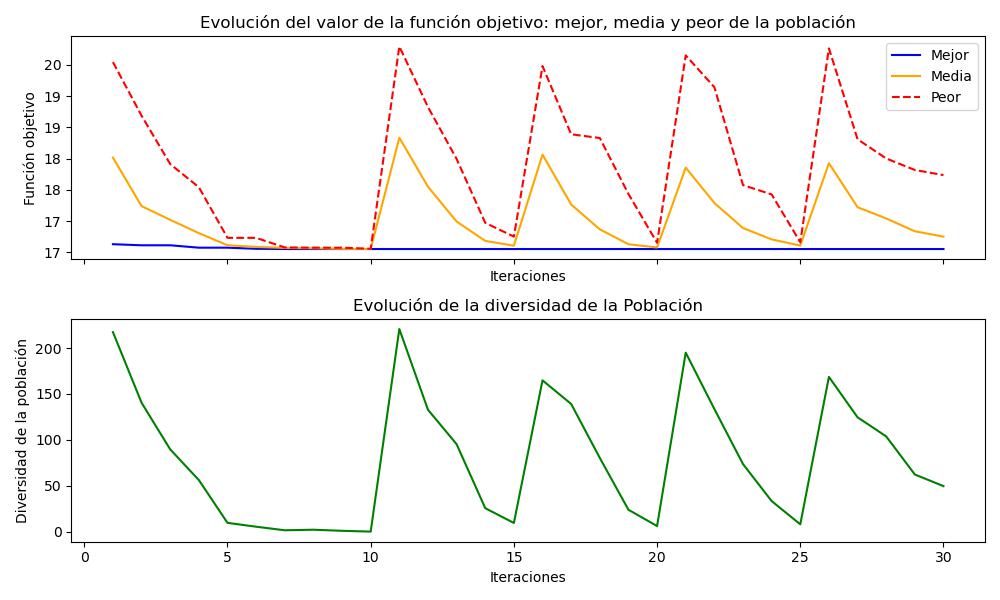 Evolución del valor de la función objetivo: mejor, media y peor de la población
Función objetivo
20
19
19
18
18
17
17
Mejor
Media
Peor
Iteraciones
Evolución de la diversidad de la Población
Diversidad de la población
200
150
100
50
0
0 5 10 15 20 25 30
Iteraciones